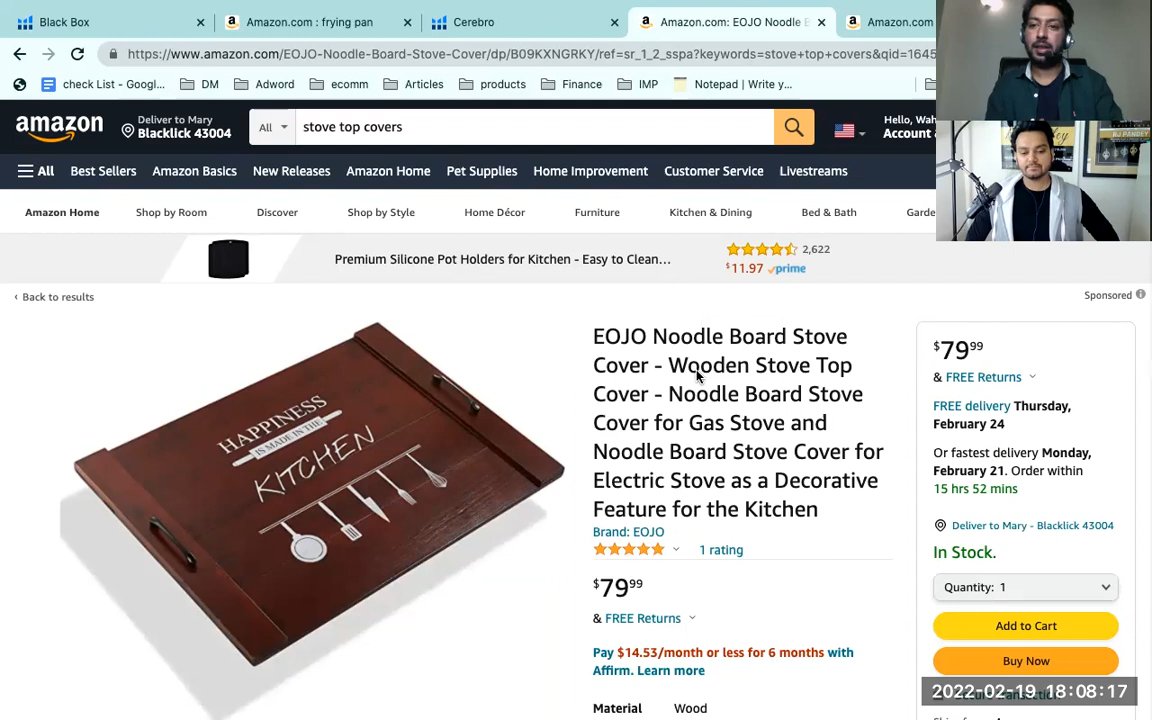 Black Box
Amazon.com : frying pan
Cerebro
Amazon.com: EOJO Noodle B
Amazon.com
https://www.amazon.com/EOJO-Noodle-Board-Stove-Cover/dp/B09KXNGRKY/ref=sr_1_2_sspa?keywords=stove+top+covers&qid=1645
check List - Googl...
DM
Adword
ecomm
Articles
products
Finance
IMP
Notepad | Write y...
amazon
Deliver to Mary
Blacklick 43004
All
stove top covers
Hello, Wah
Account &
All
Best Sellers
Amazon Basics
New Releases
Amazon Home
Pet Supplies
Home Improvement
Customer Service
Livestreams
Amazon Home
Shop by Room
Discover
Shop by Style
Home Décor
Furniture
Kitchen & Dining
Bed & Bath
Garde
Premium Silicone Pot Holders for Kitchen - Easy to Clean...
2,622
$11.97 prime
‹ Back to results
Sponsored
HAPPINESS
IS MADE IN THE
KITCHEN
EOJO Noodle Board Stove
Cover - Wooden Stove Top
Cover - Noodle Board Stove
Cover for Gas Stove and
Noodle Board Stove Cover for
Electric Stove as a Decorative
Feature for the Kitchen
Brand: EOJO
1 rating
$79.99
& FREE Returns
Pay $14.53/month or less for 6 months with
Affirm. Learn more
Material Wood
$79.99
& FREE Returns
FREE delivery Thursday,
February 24
Or fastest delivery Monday,
February 21. Order within
15 hrs 52 mins
Deliver to Mary - Blacklick 43004
In Stock.
Quantity: 1
Add to Cart
Buy Now
2022-02-19 18:08:17